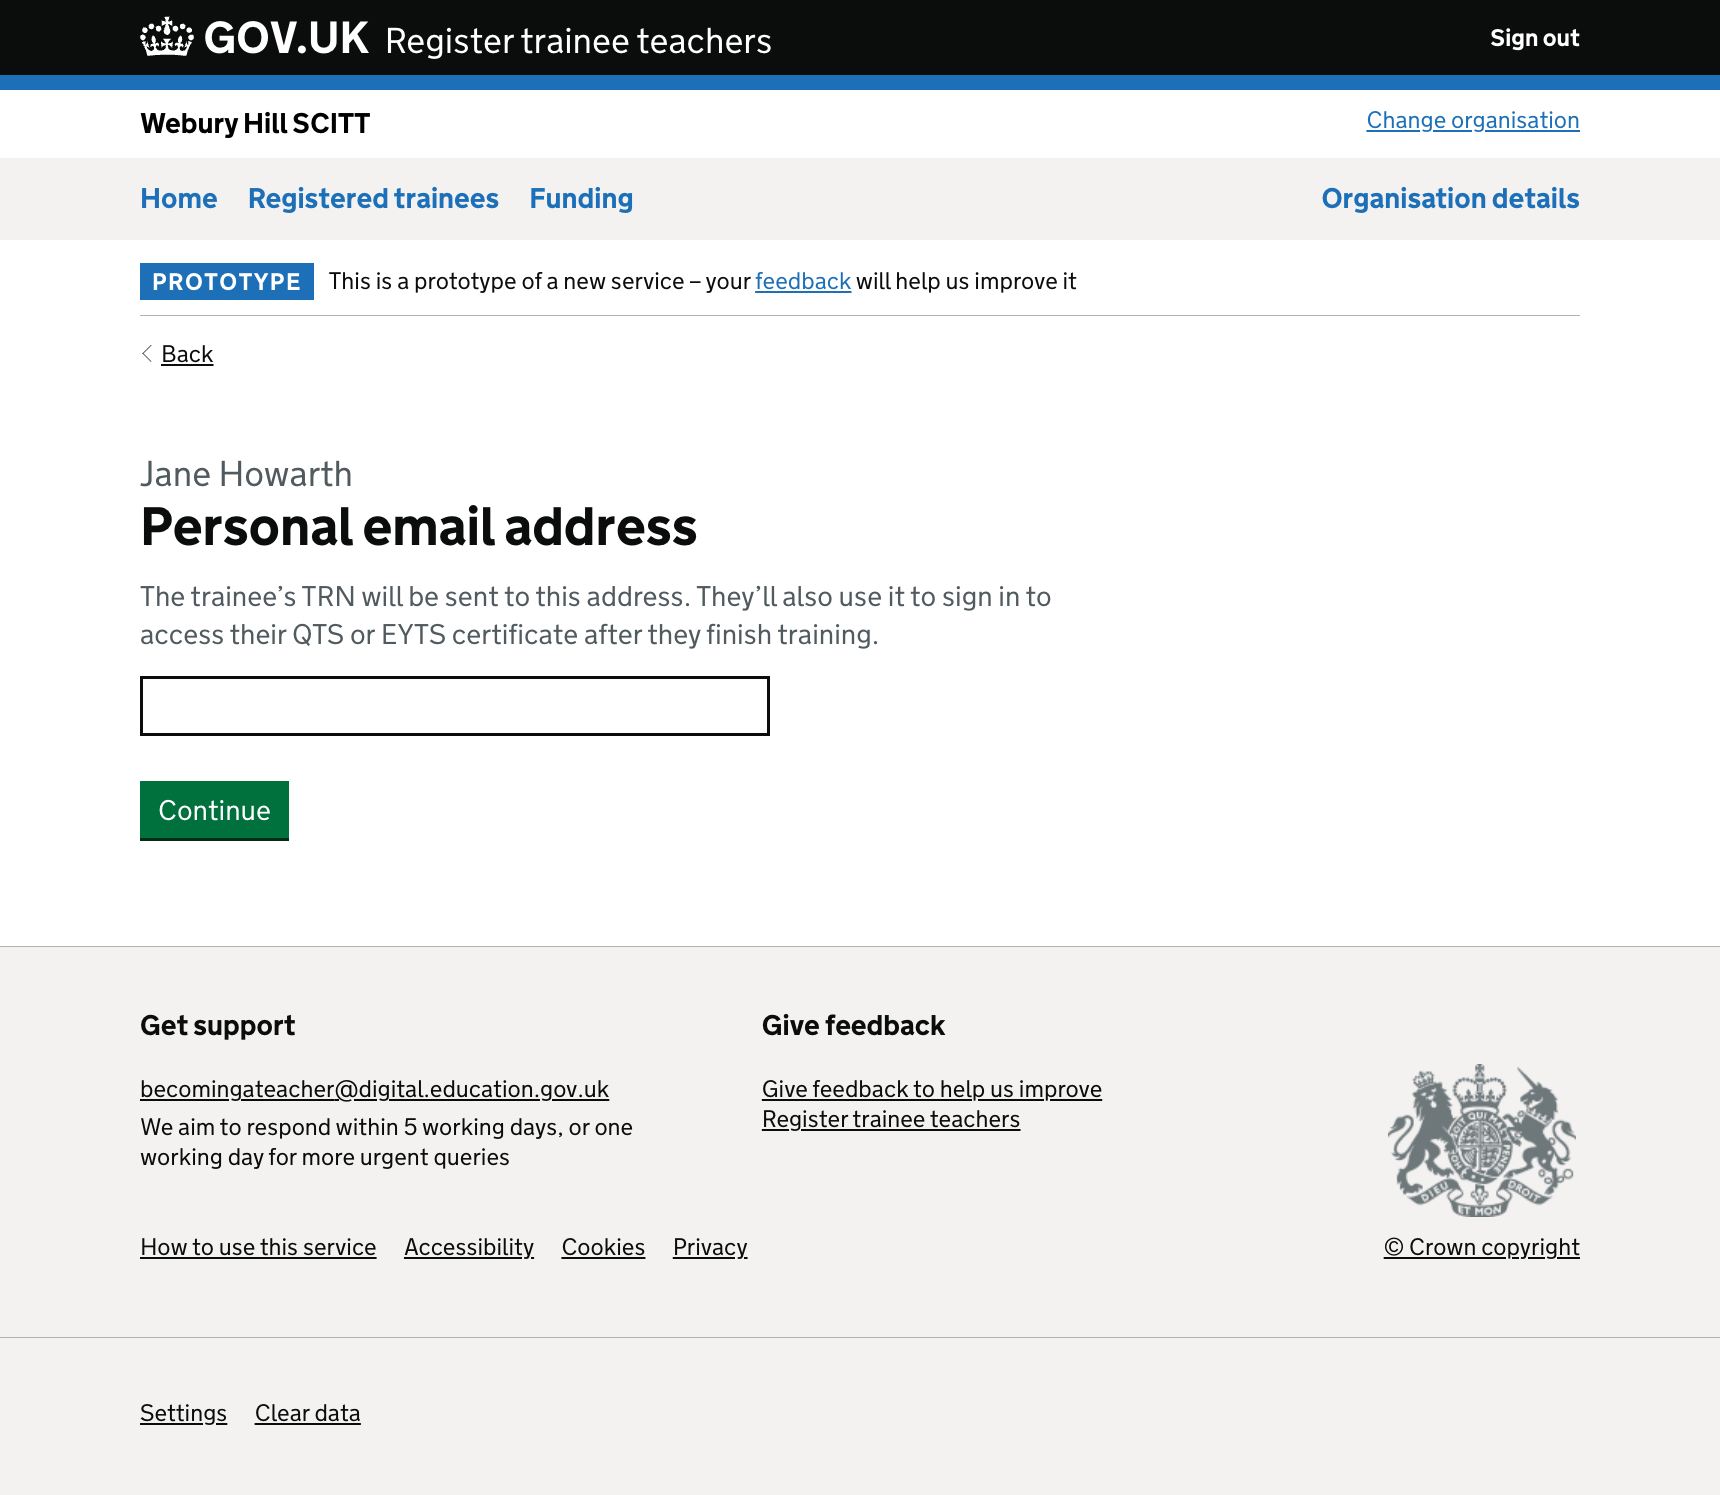 GOV.UK Register trainee teachers
Sign out
Webury Hill SCITT
Change organisation
Home Registered trainees Funding
Organisation details
PROTOTYPE This is a prototype of a new service – your feedback will help us improve it
Back
Jane Howarth
Personal email address
The trainee’s TRN will be sent to this address. They’ll also use it to sign in to
access their QTS or EYTS certificate after they finish training.
Continue
Get support
becomingateacher@digital.education.gov.uk
We aim to respond within 5 working days, or one
working day for more urgent queries
Give feedback
Give feedback to help us improve
Register trainee teachers
DIEU ET MON DROIT
How to use this service Accessibility Cookies Privacy
© Crown copyright
Settings Clear data